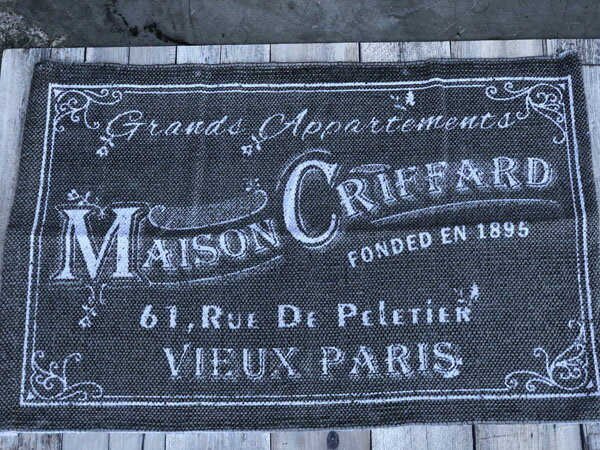 Grands Appartements
MAISON CRIFFARD
FONDED EN 1895
61, RUE DE PELETIER
VIEUX PARIS